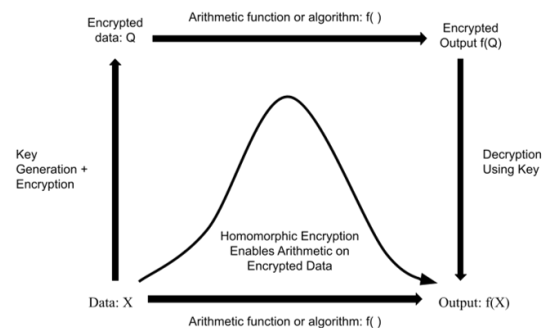 Arithmetic function or algorithm: f( )
Encrypted
data: Q
Encrypted
Output f(Q)
Key
Generation +
Encryption
Decryption
Using Key
Homomorphic Encryption
Enables Arithmetic on
Encrypted Data
Data: X
Output: f(X)
Arithmetic function or algorithm: f( )